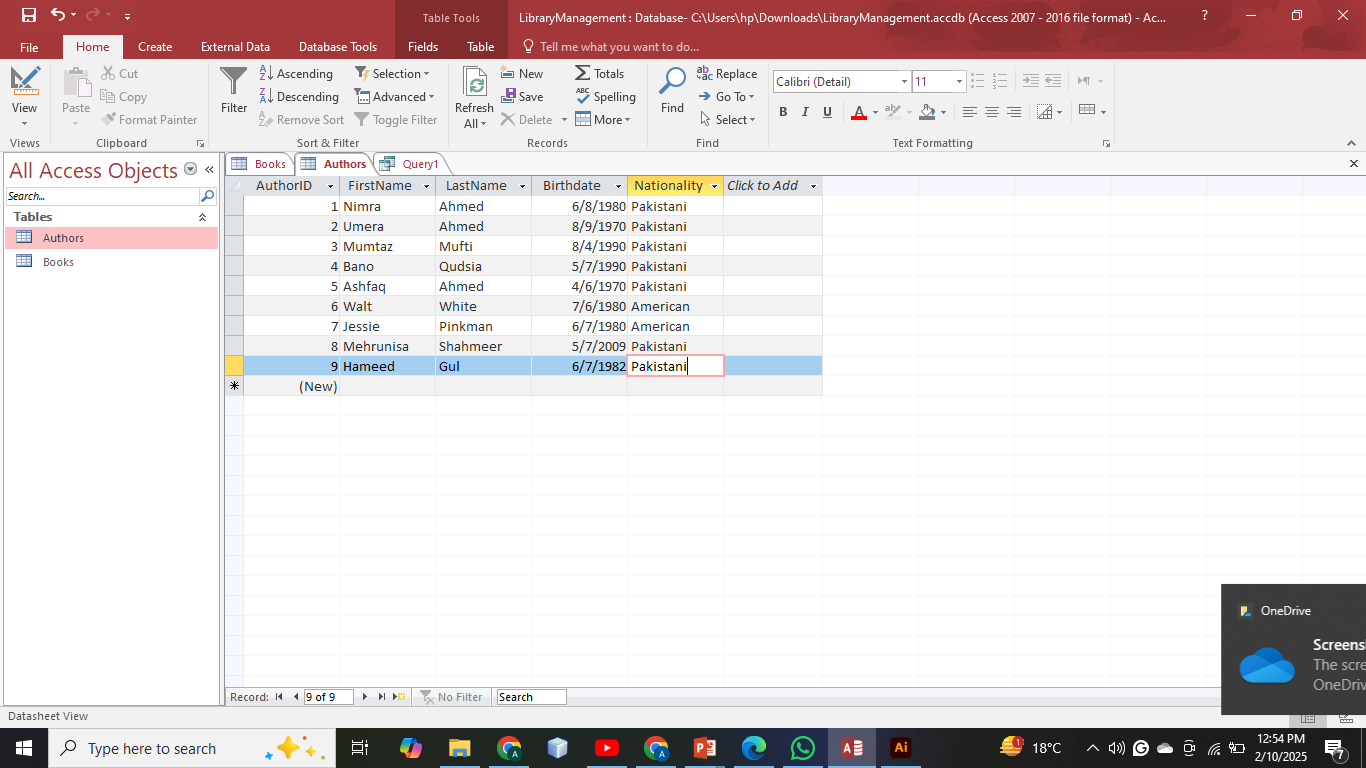 Table Tools
LibraryManagement : Database- C:\Users\hp\Downloads\LibraryManagement.accdb (Access 2007 - 2016 file format) - Ac...
?
File Home Create External Data Database Tools Fields Table Tell me what you want to do...
View
Views
Paste
Cut
Copy
Format Painter
Clipboard
Filter
Ascending
Descending
Remove Sort
Selection
Advanced
Toggle Filter
Sort & Filter
Refresh
All
New
Save
Delete
Totals
Spelling
More
Records
Find
Replace
Go To
Select
Find
Calibri (Detail) 11
B I U A
Text Formatting
All Access Objects
Search...
Tables
Authors
Books
Books Authors Query1
AuthorID FirstName LastName Birthdate Nationality Click to Add
1 Nimra Ahmed 6/8/1980 Pakistani
2 Umera Ahmed 8/9/1970 Pakistani
3 Mumtaz Mufti 8/4/1990 Pakistani
4 Bano Qudsia 5/7/1990 Pakistani
5 Ashfaq Ahmed 4/6/1970 Pakistani
6 Walt White 7/6/1980 American
7 Jessie Pinkman 6/7/1980 American
8 Mehrunisa Shahmeer 5/7/2009 Pakistani
9 Hameed Gul 6/7/1982 Pakistani
(New)
OneDrive
Screens
The scre
OneDriv
Record: 9 of 9 No Filter Search
Datasheet View
Type here to search
Ai
1
18°C
12:54 PM
2/10/2025
7